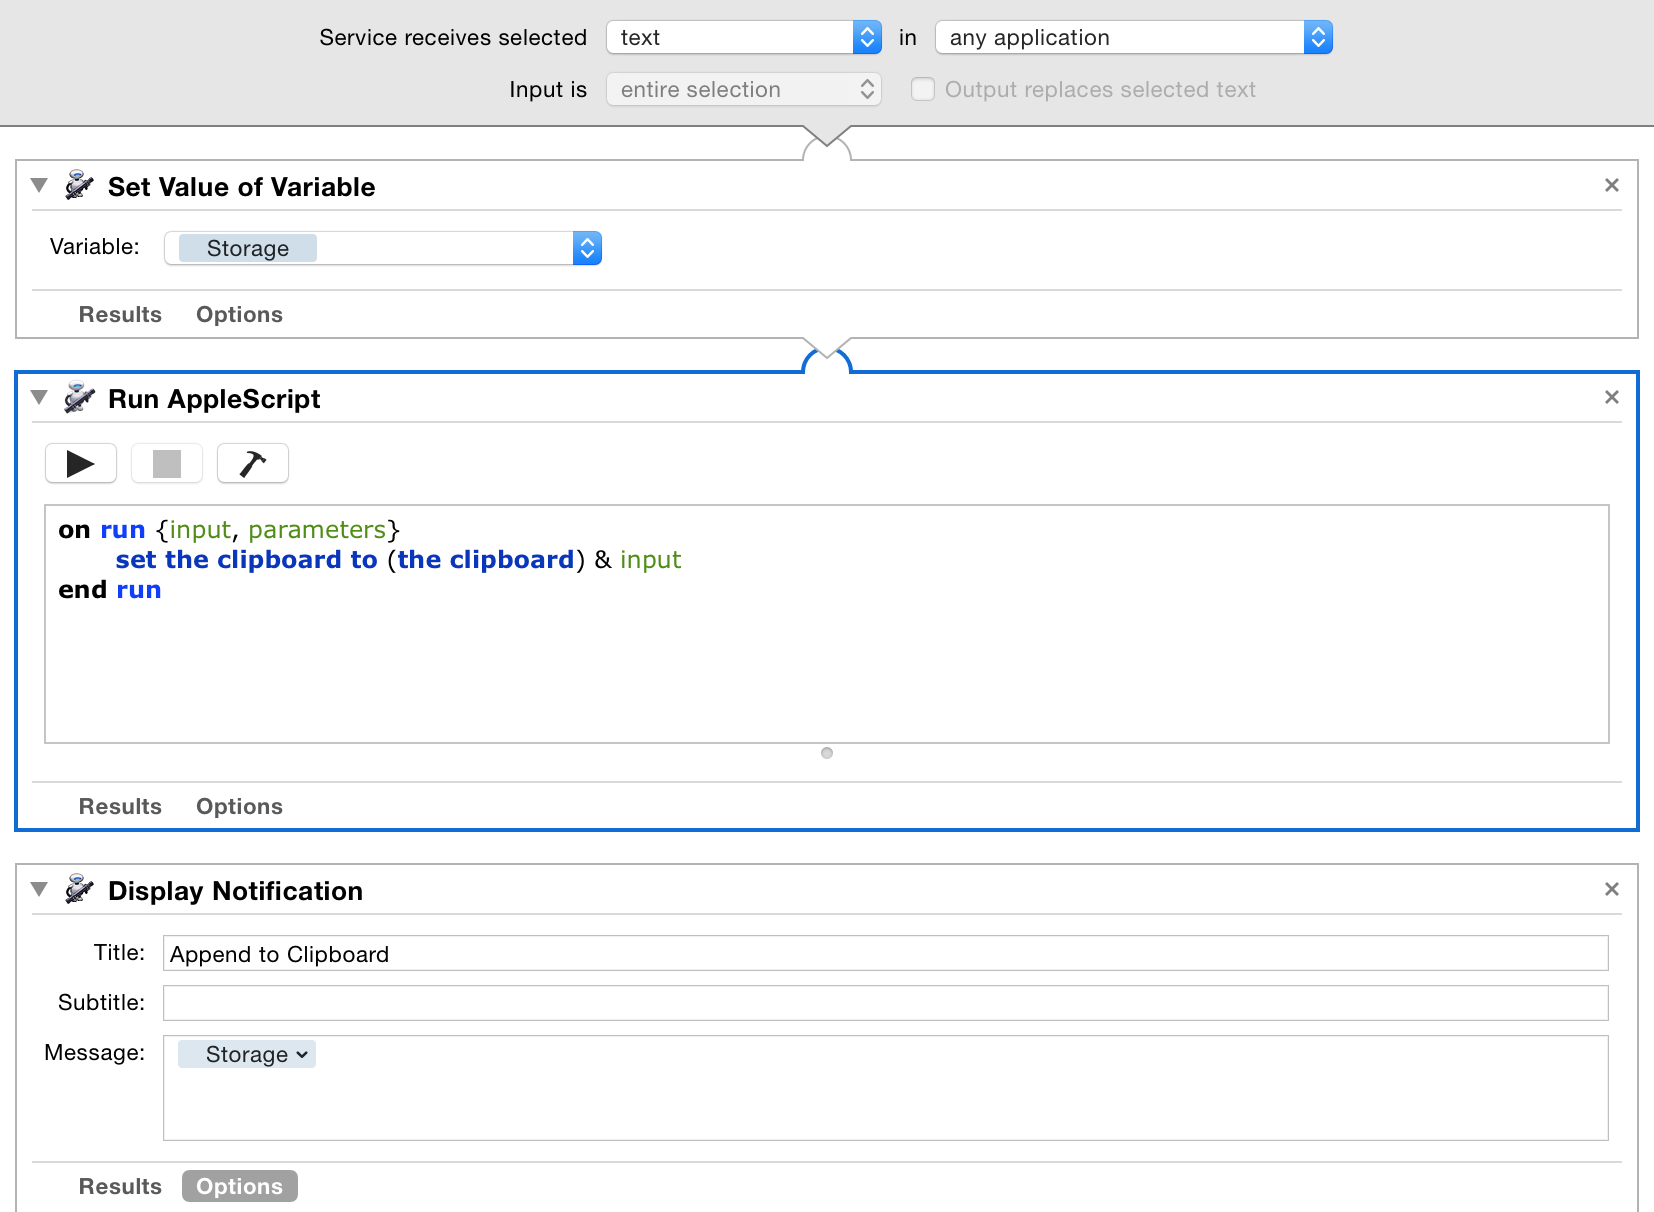 Service receives selected text in any application
Input is entire selection Output replaces selected text
Set Value of Variable
Variable: Storage
Results Options
Run AppleScript
on run {input, parameters}
set the clipboard to (the clipboard) & input
end run
Results Options
Display Notification
Title: Append to Clipboard
Subtitle:
Message: Storage
Results Options